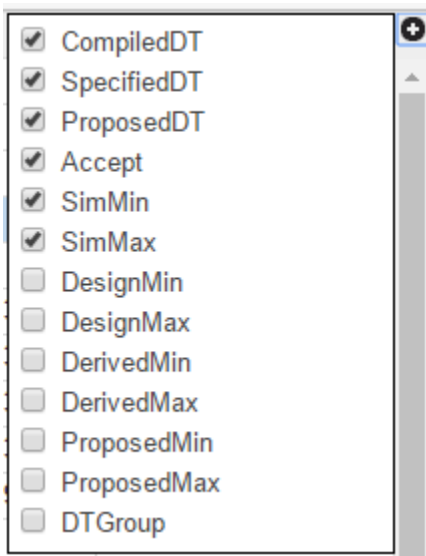 CompiledDT
SpecifiedDT
ProposedDT
Accept
SimMin
SimMax
DesignMin
DesignMax
DerivedMin
DerivedMax
ProposedMin
ProposedMax
DTGroup